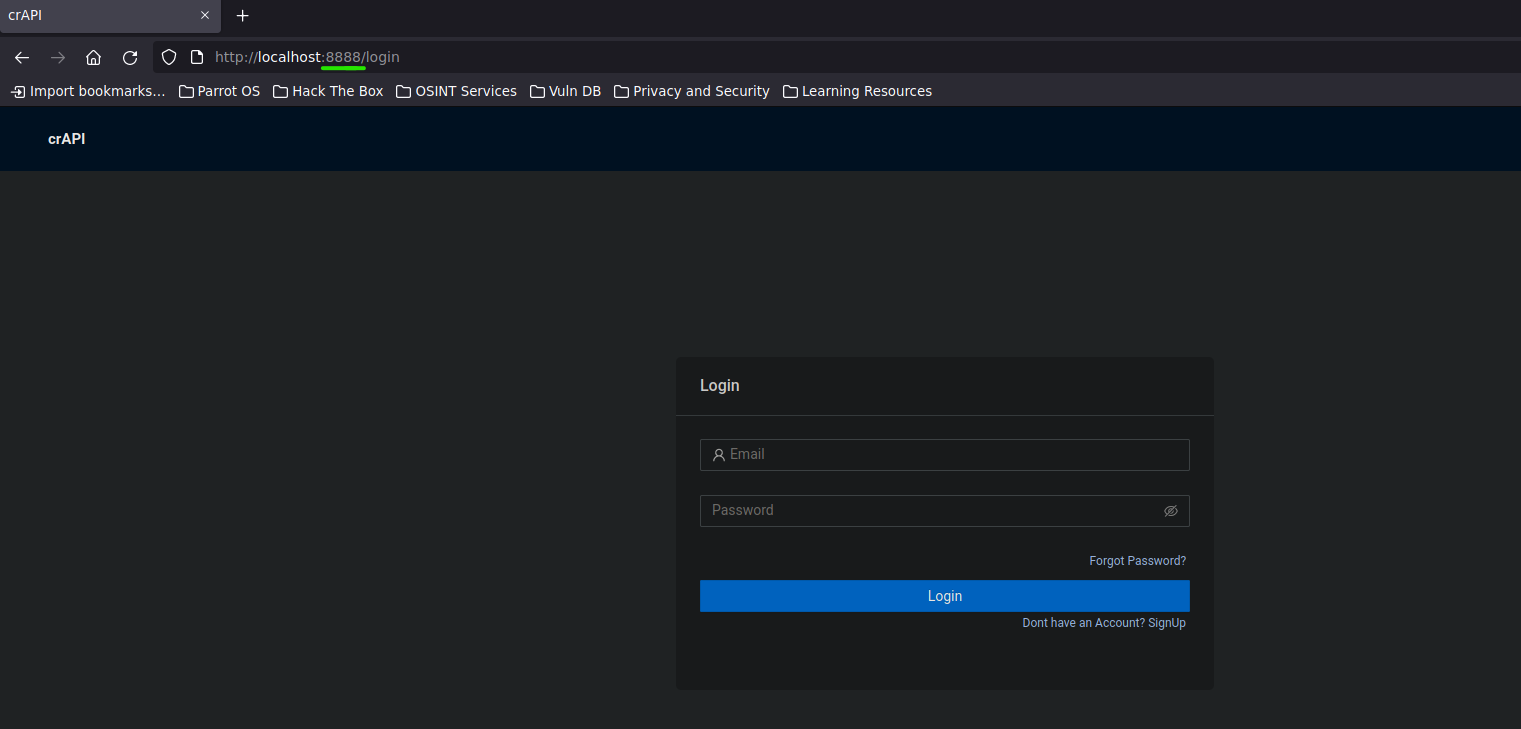 crAPI
http://localhost:8888/login
Import bookmarks... Parrot OS Hack The Box OSINT Services Vuln DB Privacy and Security Learning Resources
crAPI
Login
Email
Password
Forgot Password?
Login
Dont have an Account? SignUp